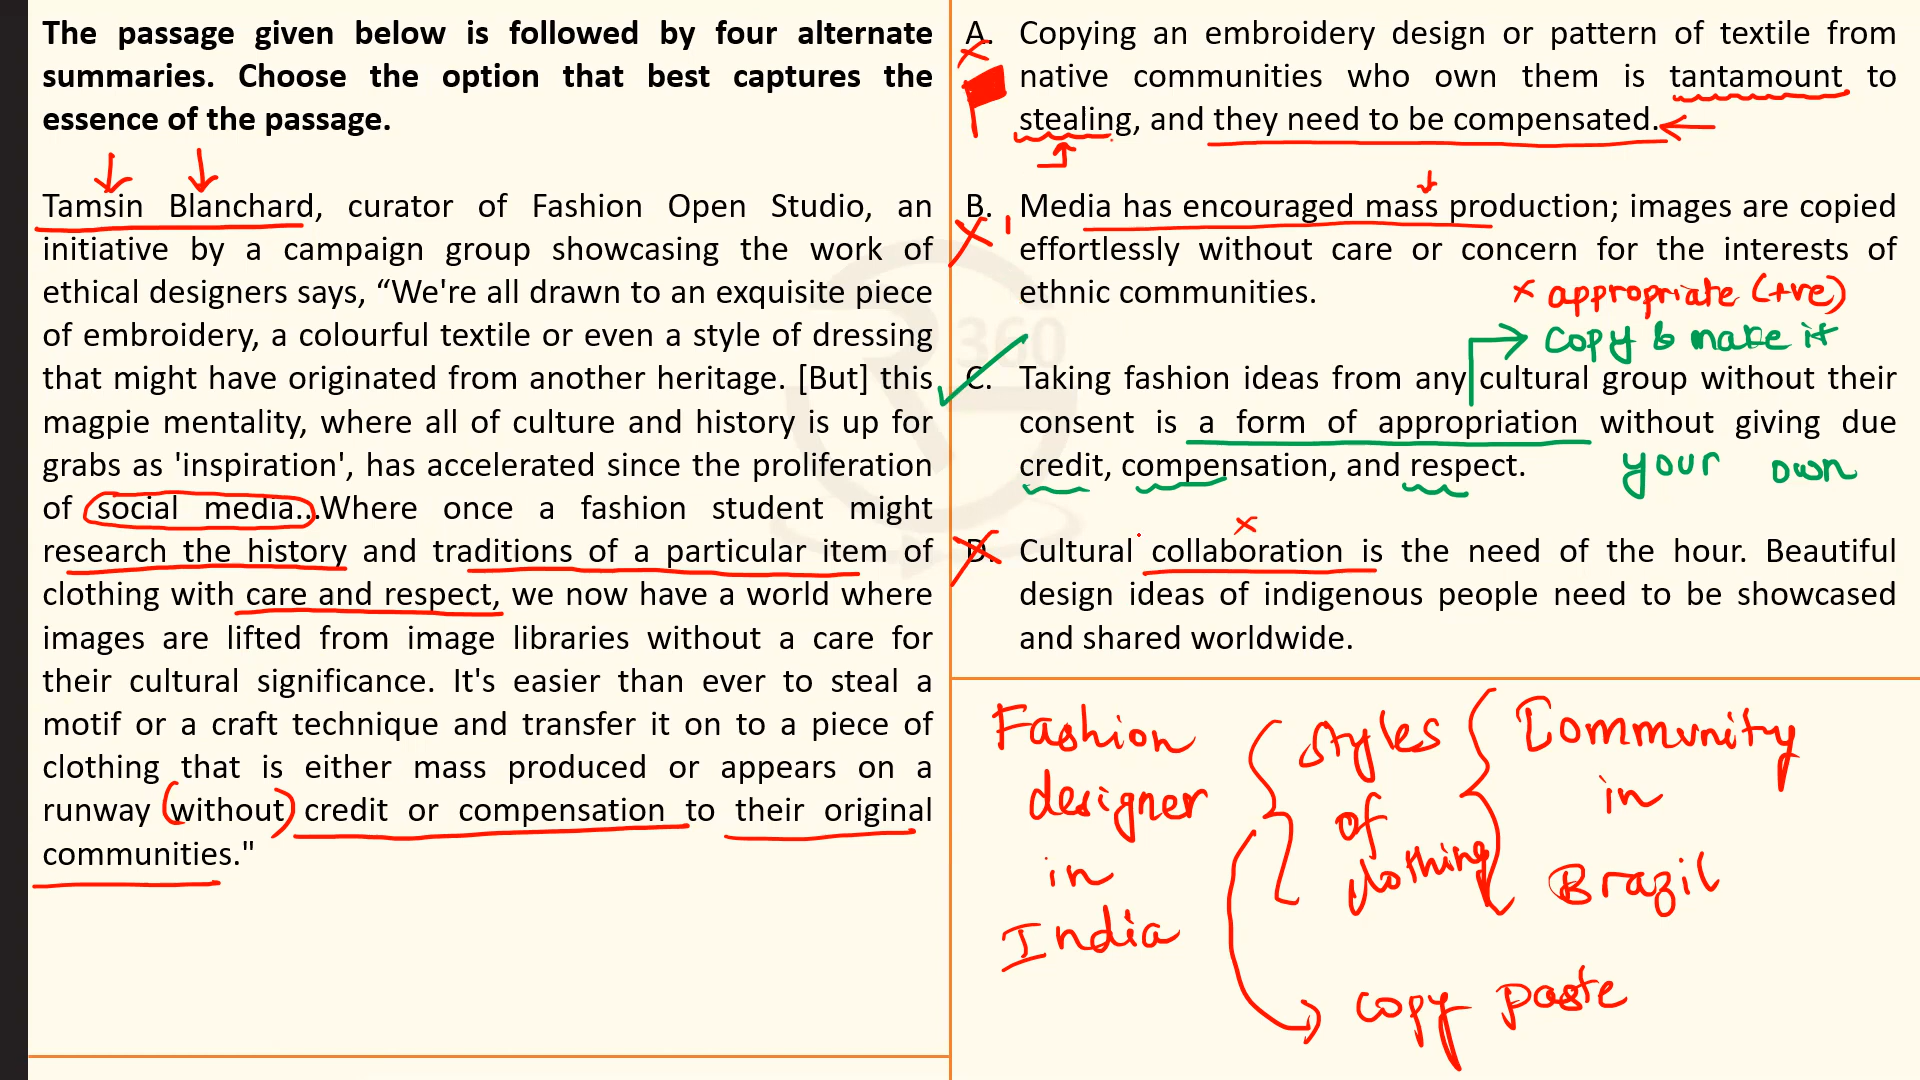 The passage given below is followed by four alternate
summaries. Choose the option that best captures the
essence of the passage.
Tamsin Blanchard, curator of Fashion Open Studio, an
initiative by a campaign group showcasing the work of
ethical designers says, “We're all drawn to an exquisite piece
of embroidery, a colourful textile or even a style of dressing
that might have originated from another heritage. [But] this
magpie mentality, where all of culture and history is up for
grabs as 'inspiration', has accelerated since the proliferation
of social media...Where once a fashion student might
research the history and traditions of a particular item of
clothing with care and respect, we now have a world where
images are lifted from image libraries without a care for
their cultural significance. It's easier than ever to steal a
motif or a craft technique and transfer it on to a piece of
clothing that is either mass produced or appears on a
runway (without) credit or compensation to their original
communities."
A. Copying an embroidery design or pattern of textile from
native communities who own them is tantamount to
stealing, and they need to be compensated.
B. Media has encouraged mass production; images are copied
effortlessly without care or concern for the interests of
ethnic communities.
x appropriate (+ve)
copy & make it
C. Taking fashion ideas from any cultural group without their
consent is a form of appropriation without giving due
credit, compensation, and respect.
your own
D. Cultural collaboration is the need of the hour. Beautiful
design ideas of indigenous people need to be showcased
and shared worldwide.
360
Fashion
designer
in
India
Styles
of
clothing
Community
in
Brazil
copy paste